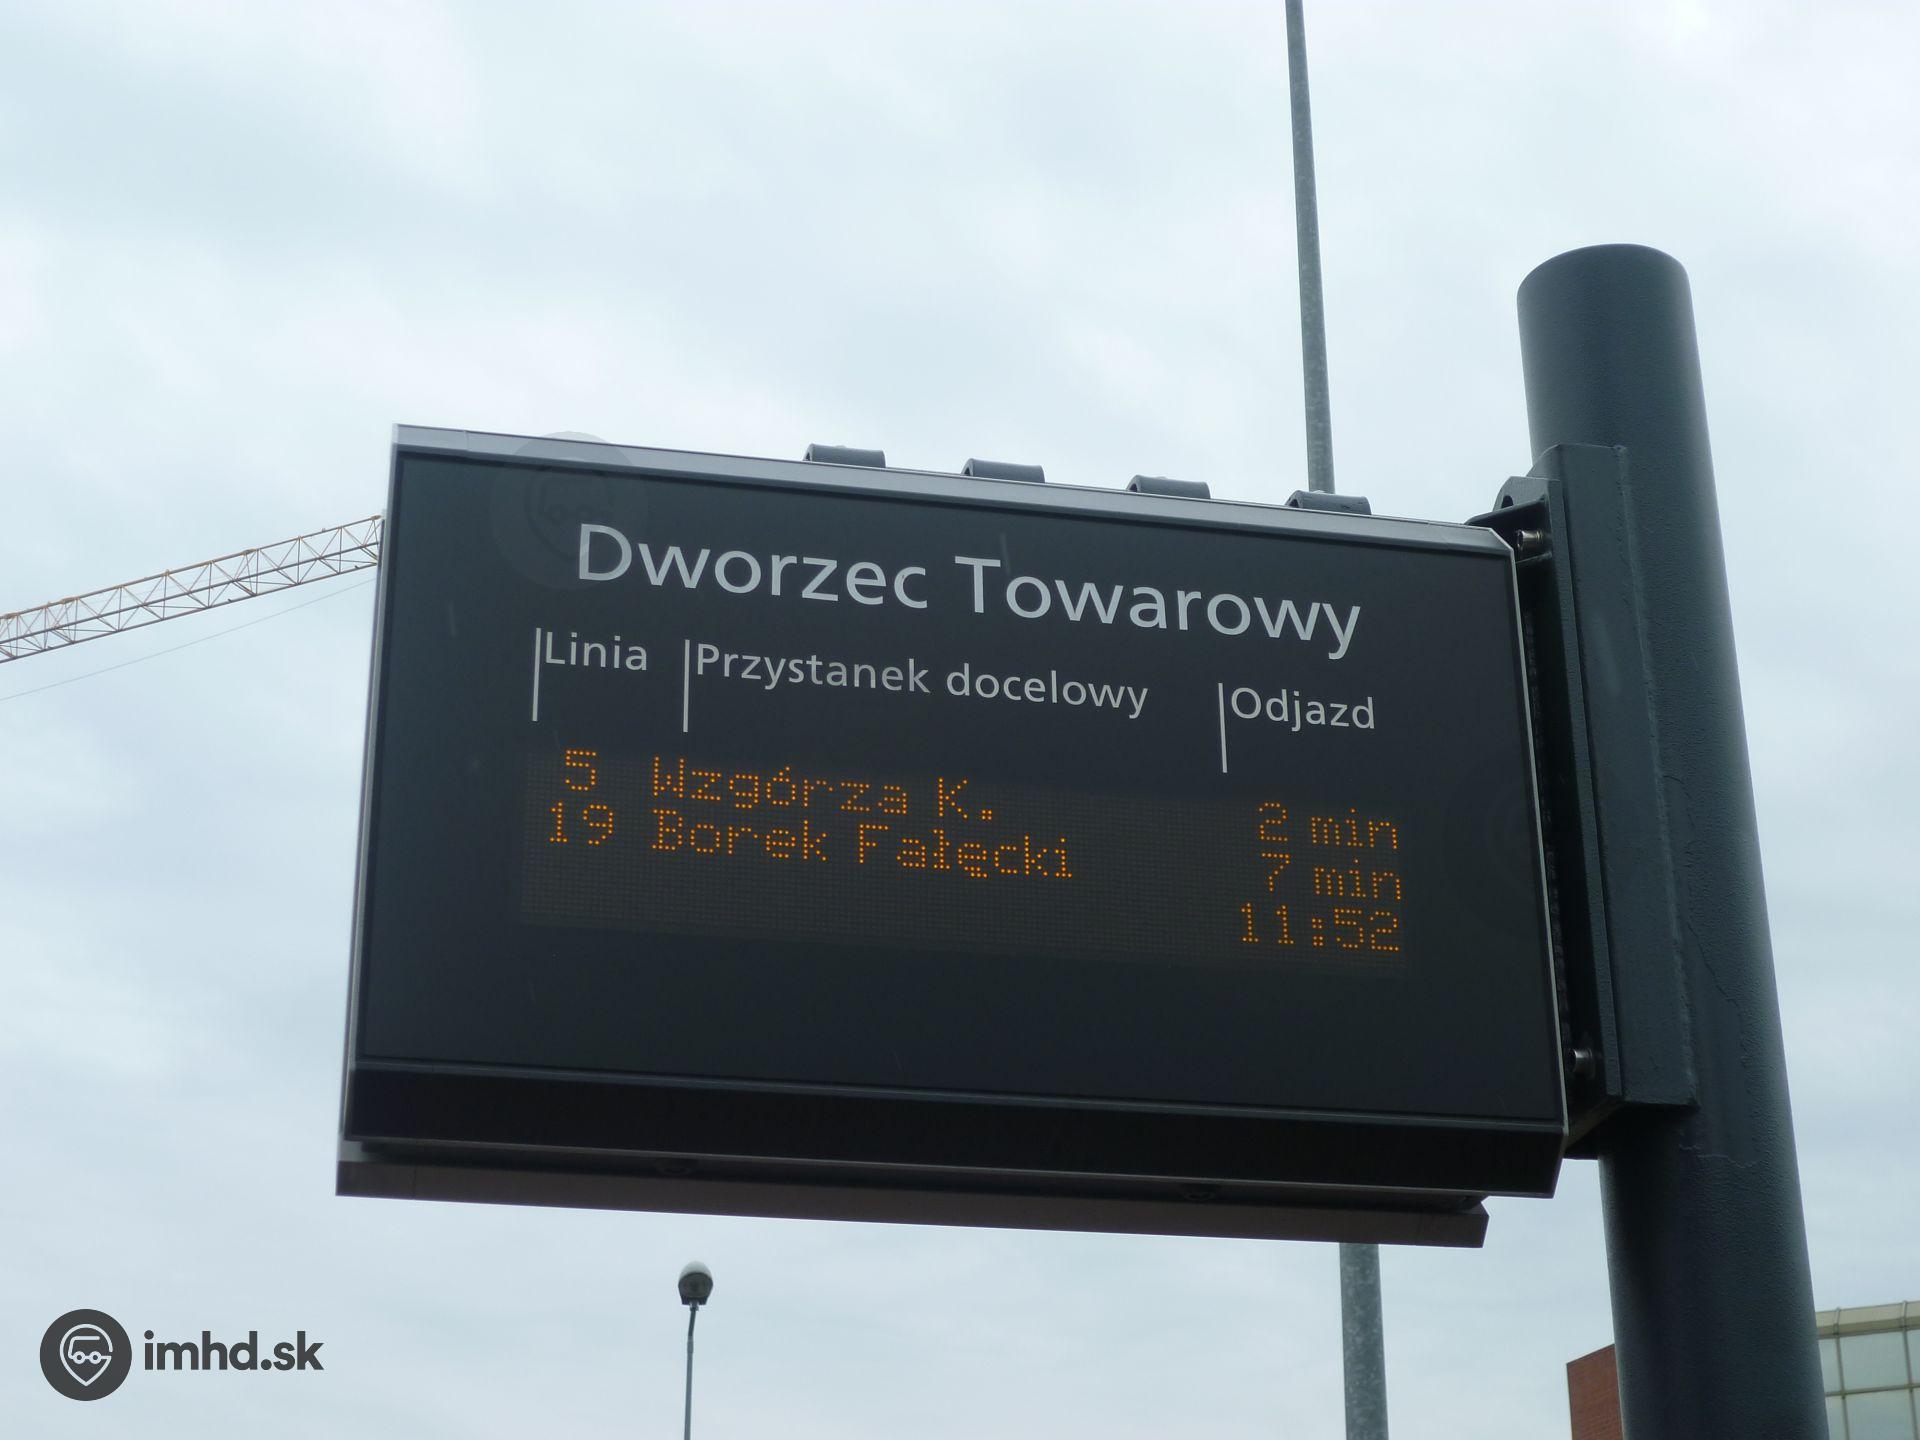 Dworzec Towarowy
Linia Przystanek docelowy Odjazd
5 Wzgórza K. 2 min
19 Borek Fałęcki 7 min
11:52
imhd.sk